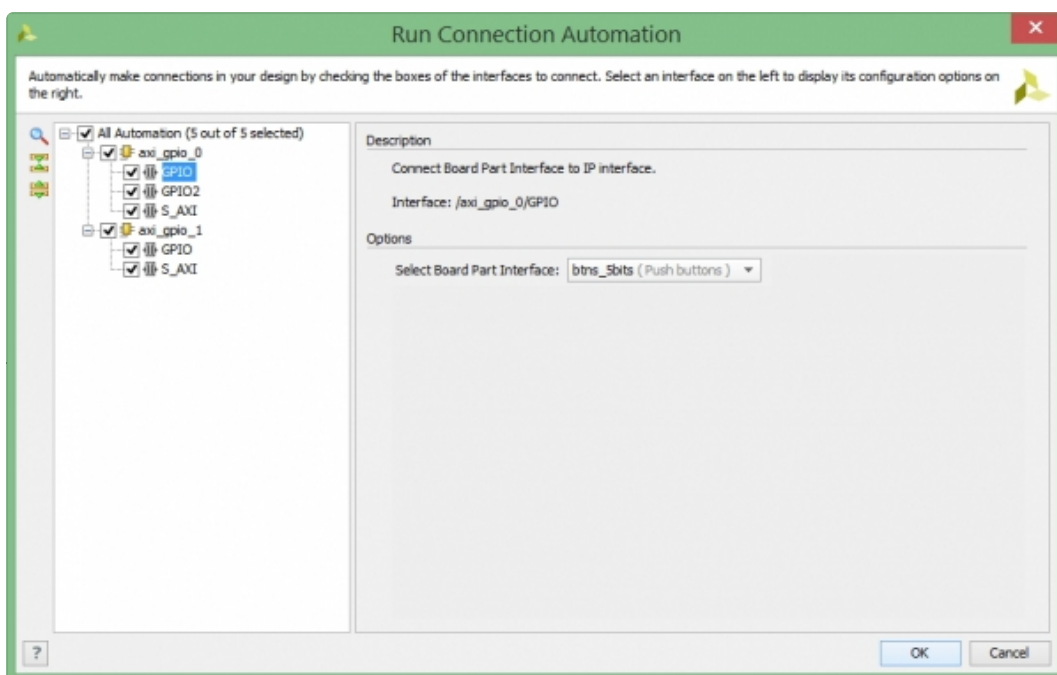 Run Connection Automation
Automatically make connections in your design by checking the boxes of the interfaces to connect. Select an interface on the left to display its configuration options on
the right.
All Automation (5 out of 5 selected)
axi_gpio_0
GPIO
GPIO2
S_AXI
axi_gpio_1
GPIO
S_AXI
Description
Connect Board Part Interface to IP interface.
Interface: /axi_gpio_0/GPIO
Options
Select Board Part Interface: btns_5bits ( Push buttons )
?
OK
Cancel